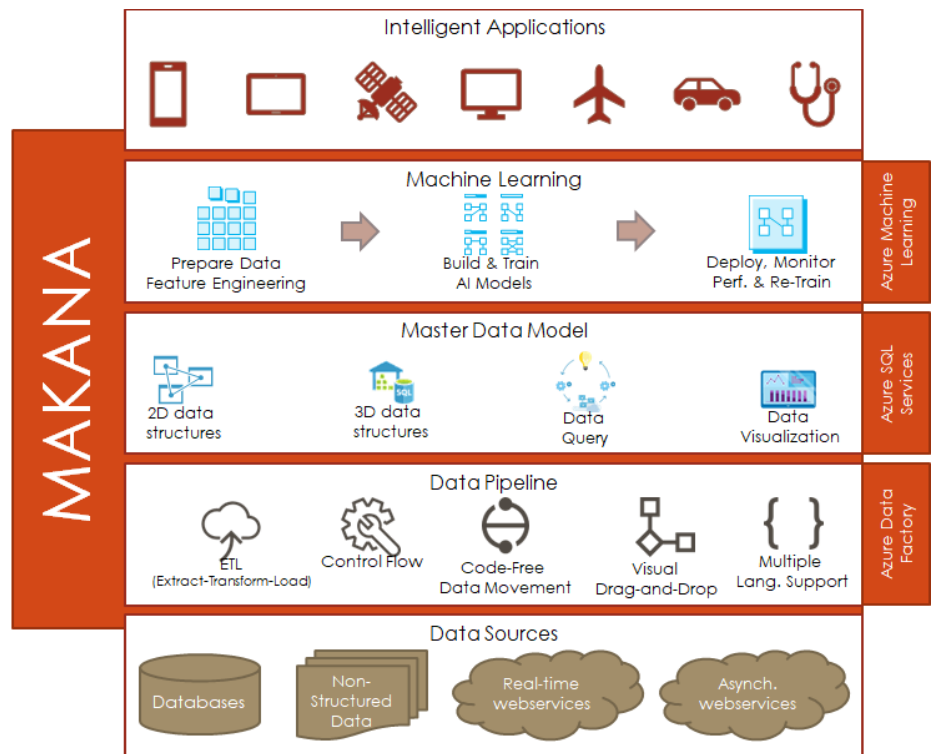 Intelligent Applications
MAKANA
Machine Learning
Prepare Data
Feature Engineering
Build & Train
AI Models
Deploy, Monitor
Perf. & Re-Train
Azure Machine
Learning
Master Data Model
2D data
structures
SQL
3D data
structures
Data
Query
Data
Visualization
Azure SQL
Services
Data Pipeline
ETL
(Extract-Transform-Load)
Control Flow
Code-Free
Data Movement
Visual
Drag-and-Drop
{ }
Multiple
Lang. Support
Azure Data
Factory
Data Sources
Databases
Non-
Structured
Data
Real-time
webservices
Asynch.
webservices